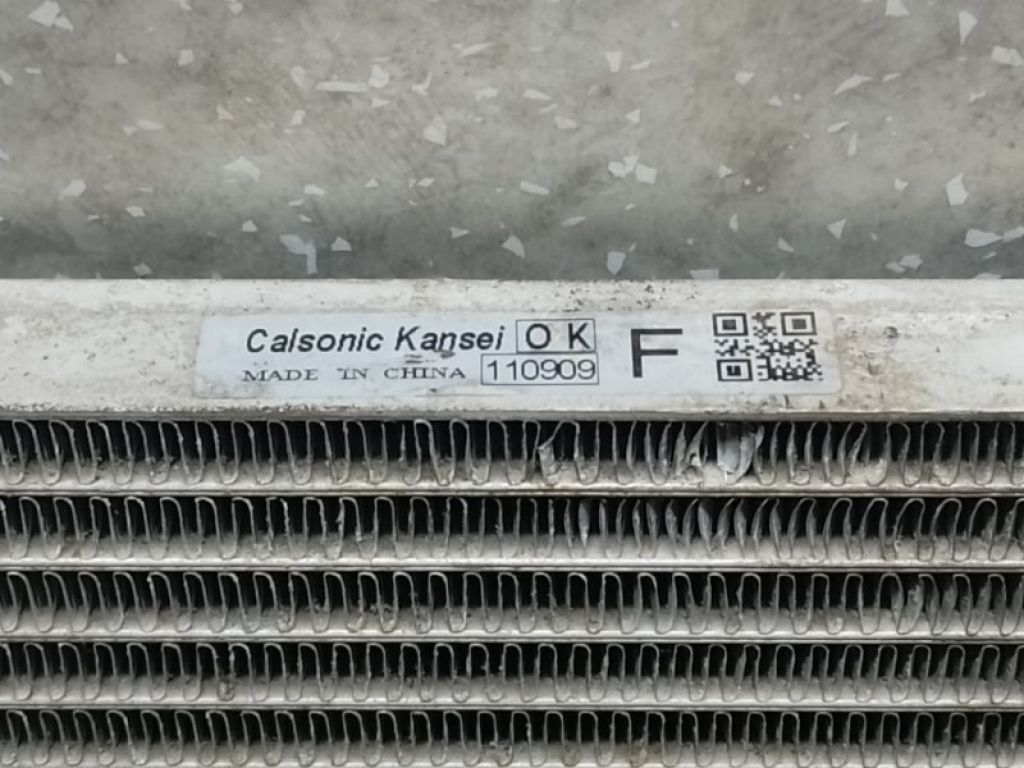 Calsonic Kansei OK F
MADE IN CHINA 110909